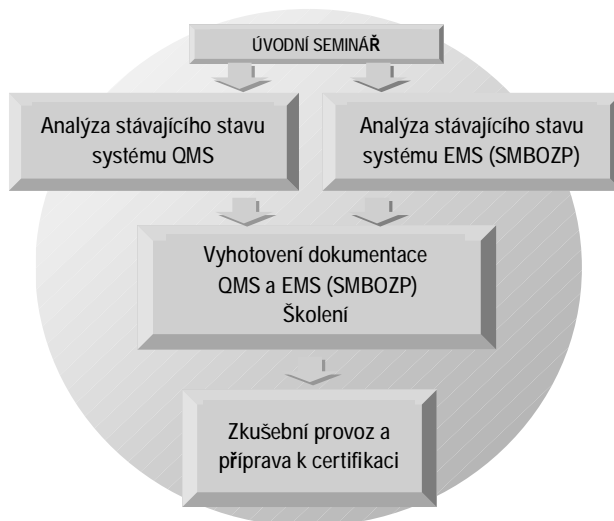 ÚVODNÍ SEMINÁŘ
Analýza stávajícího stavu
systému QMS
Analýza stávajícího stavu
systému EMS (SMBOZP)
Vyhotovení dokumentace
QMS a EMS (SMBOZP)
Školení
Zkušební provoz a
příprava k certifikaci